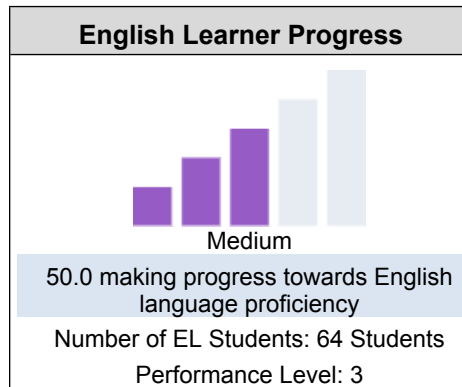 English Learner Progress
Medium
50.0 making progress towards English
language proficiency
Number of EL Students: 64 Students
Performance Level: 3